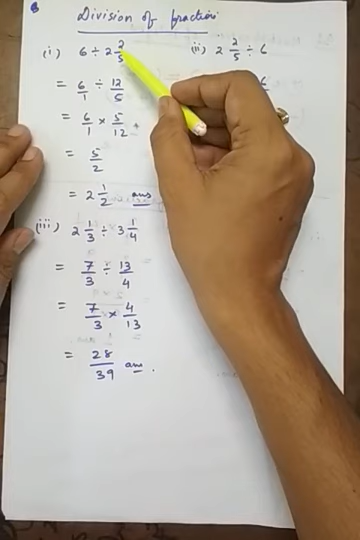 Division of fraction
(i) 6 ÷ 2 2/5 (ii) 2 2/5 ÷ 6
= 6/1 ÷ 12/5
= 6/1 × 5/12
= 5/2
= 2 1/2 ans
(iii) 2 1/3 ÷ 3 1/4
= 7/3 ÷ 13/4
= 7/3 × 4/13
= 28/39 ans.